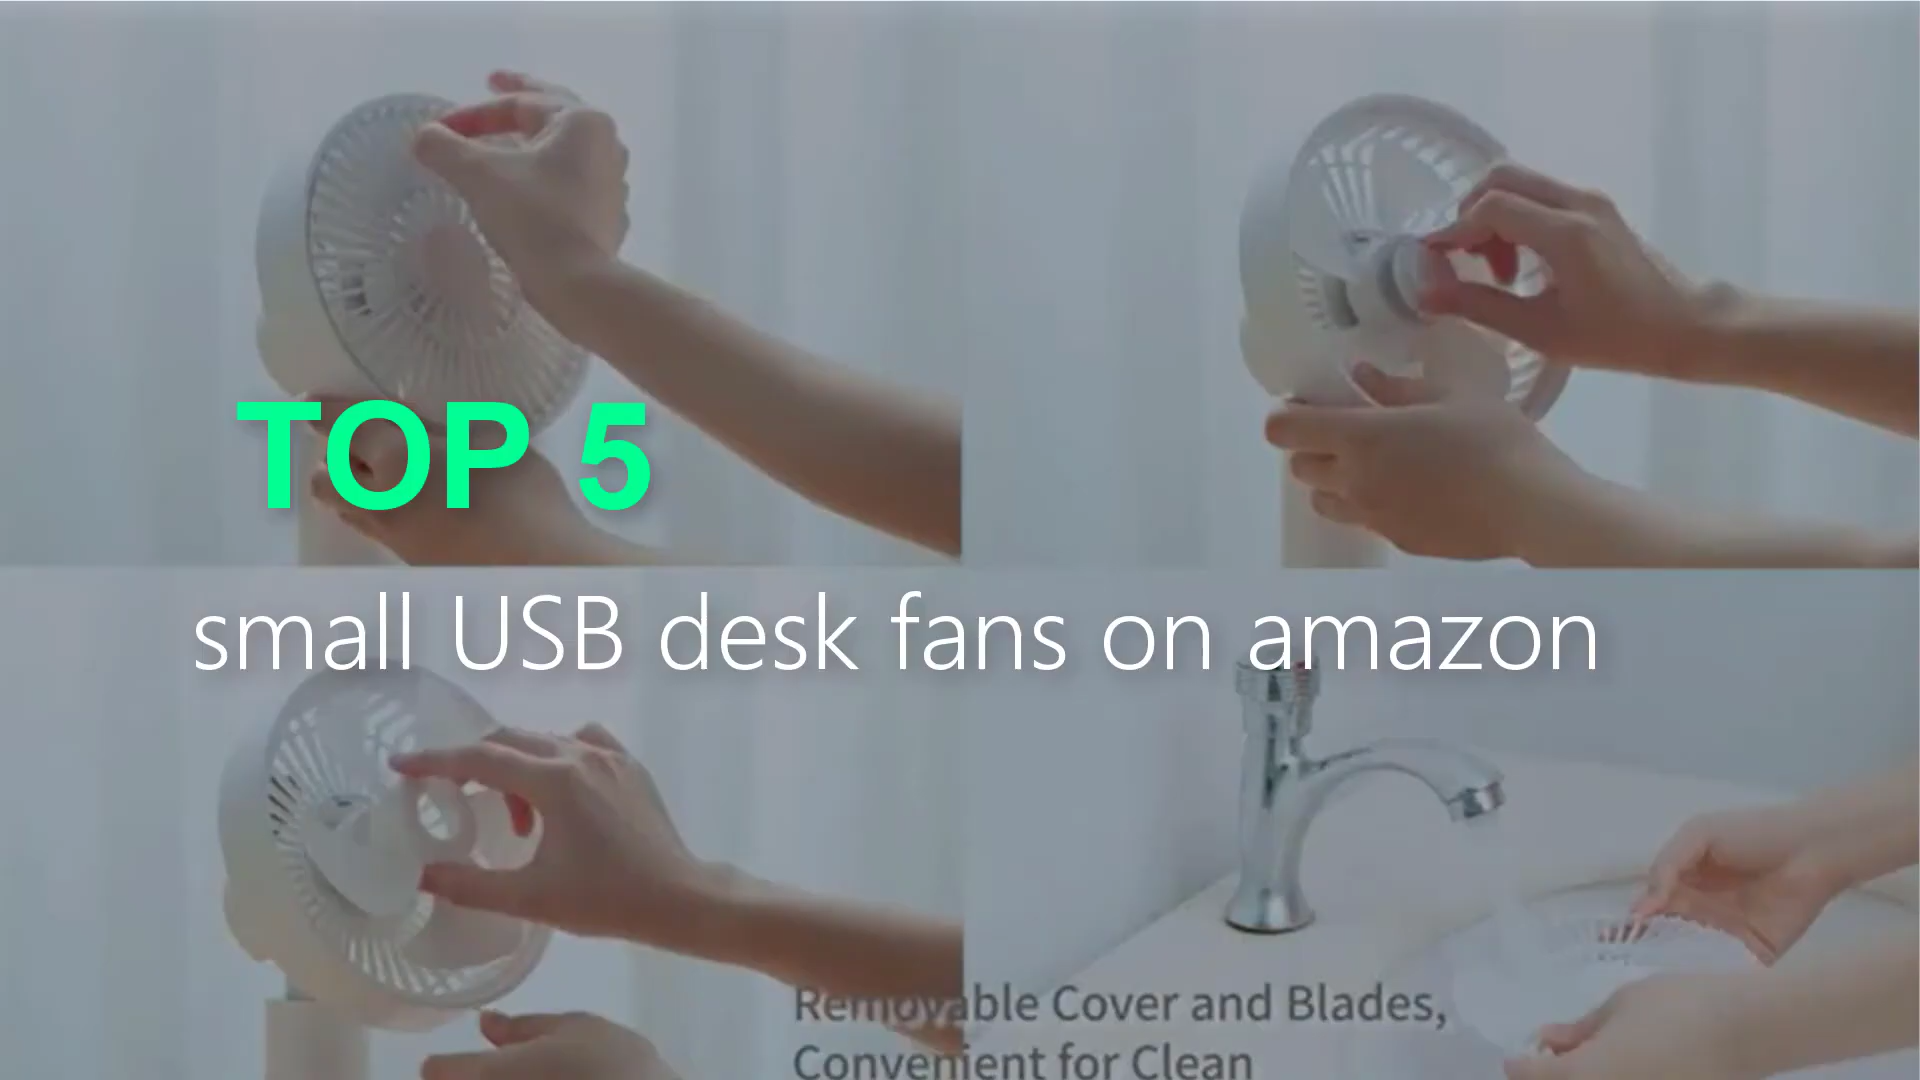 TOP 5
small USB desk fans on amazon
Removable Cover and Blades,
Convenient for Clean